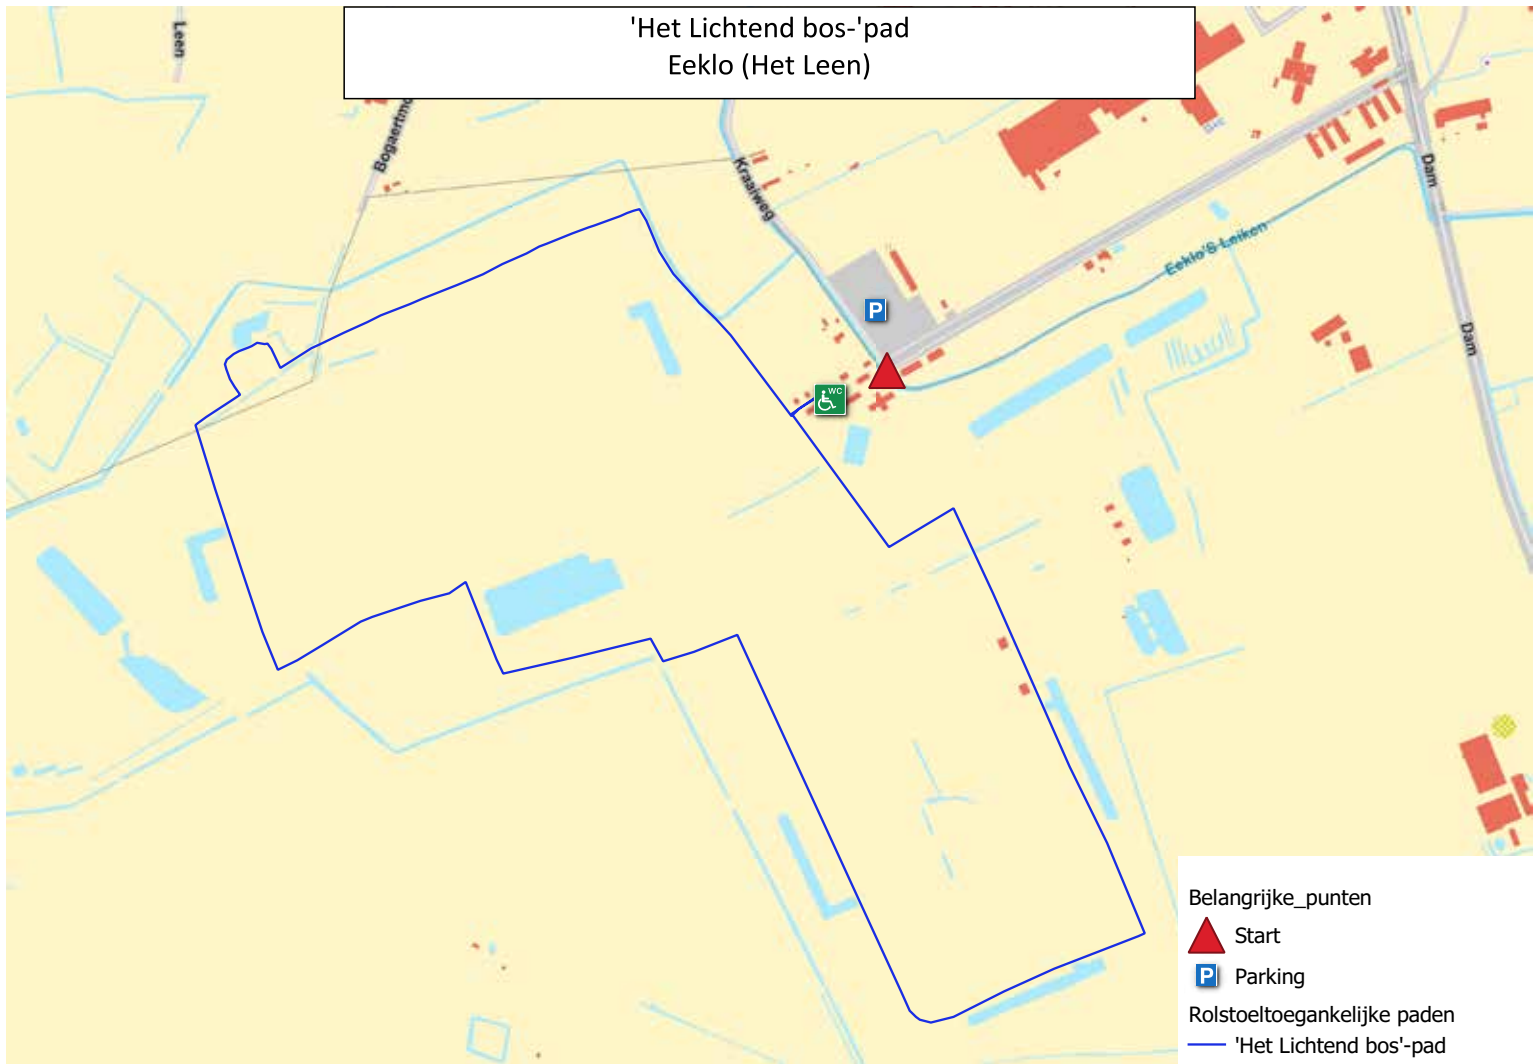 'Het Lichtend bos-'pad
Eeklo (Het Leen)
Leen
Kraaiweg
Dam
Eeklo'S Leiken
Dam
P
WC
Belangrijke_punten
Start
P Parking
Rolstoeltoegankelijke paden
'Het Lichtend bos'-pad